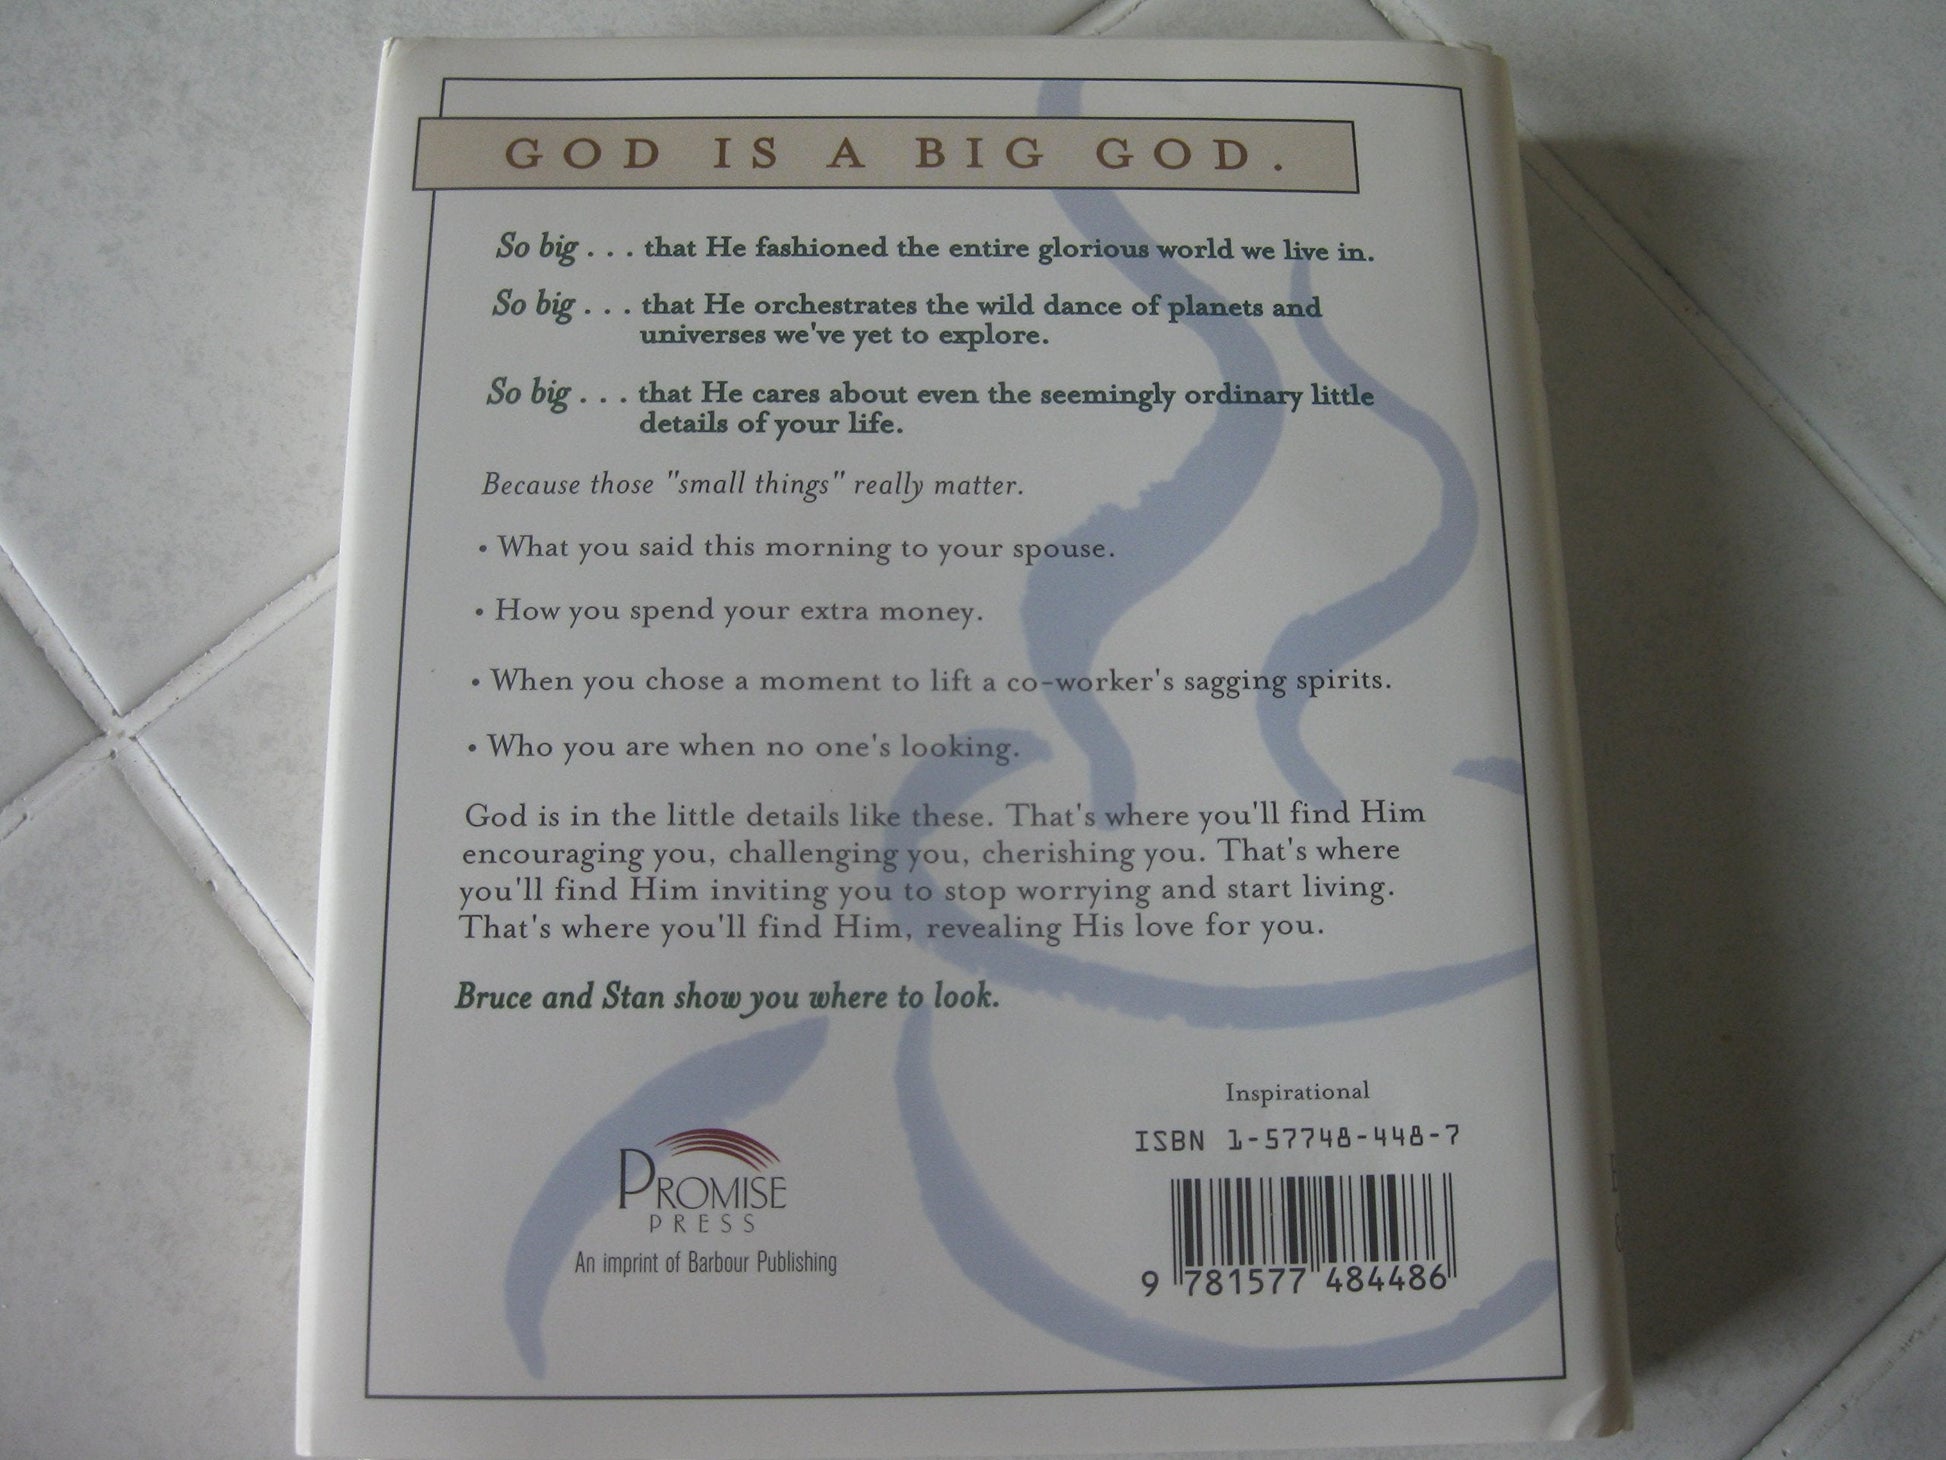 GOD IS A BIG GOD.
So big . . . that He fashioned the entire glorious world we live in.
So big . . . that He orchestrates the wild dance of planets and
universes we've yet to explore.
So big . . . that He cares about even the seemingly ordinary little
details of your life.
Because those "small things" really matter.
• What you said this morning to your spouse.
• How you spend your extra money.
• When you chose a moment to lift a co-worker's sagging spirits.
• Who you are when no one's looking.
God is in the little details like these. That's where you'll find Him
encouraging you, challenging you, cherishing you. That's where
you'll find Him inviting you to stop worrying and start living.
That's where you'll find Him, revealing His love for you.
Bruce and Stan show you where to look.
PROMISE
PRESS
An imprint of Barbour Publishing
Inspirational
ISBN 1-57748-448-7
9 781577 484486